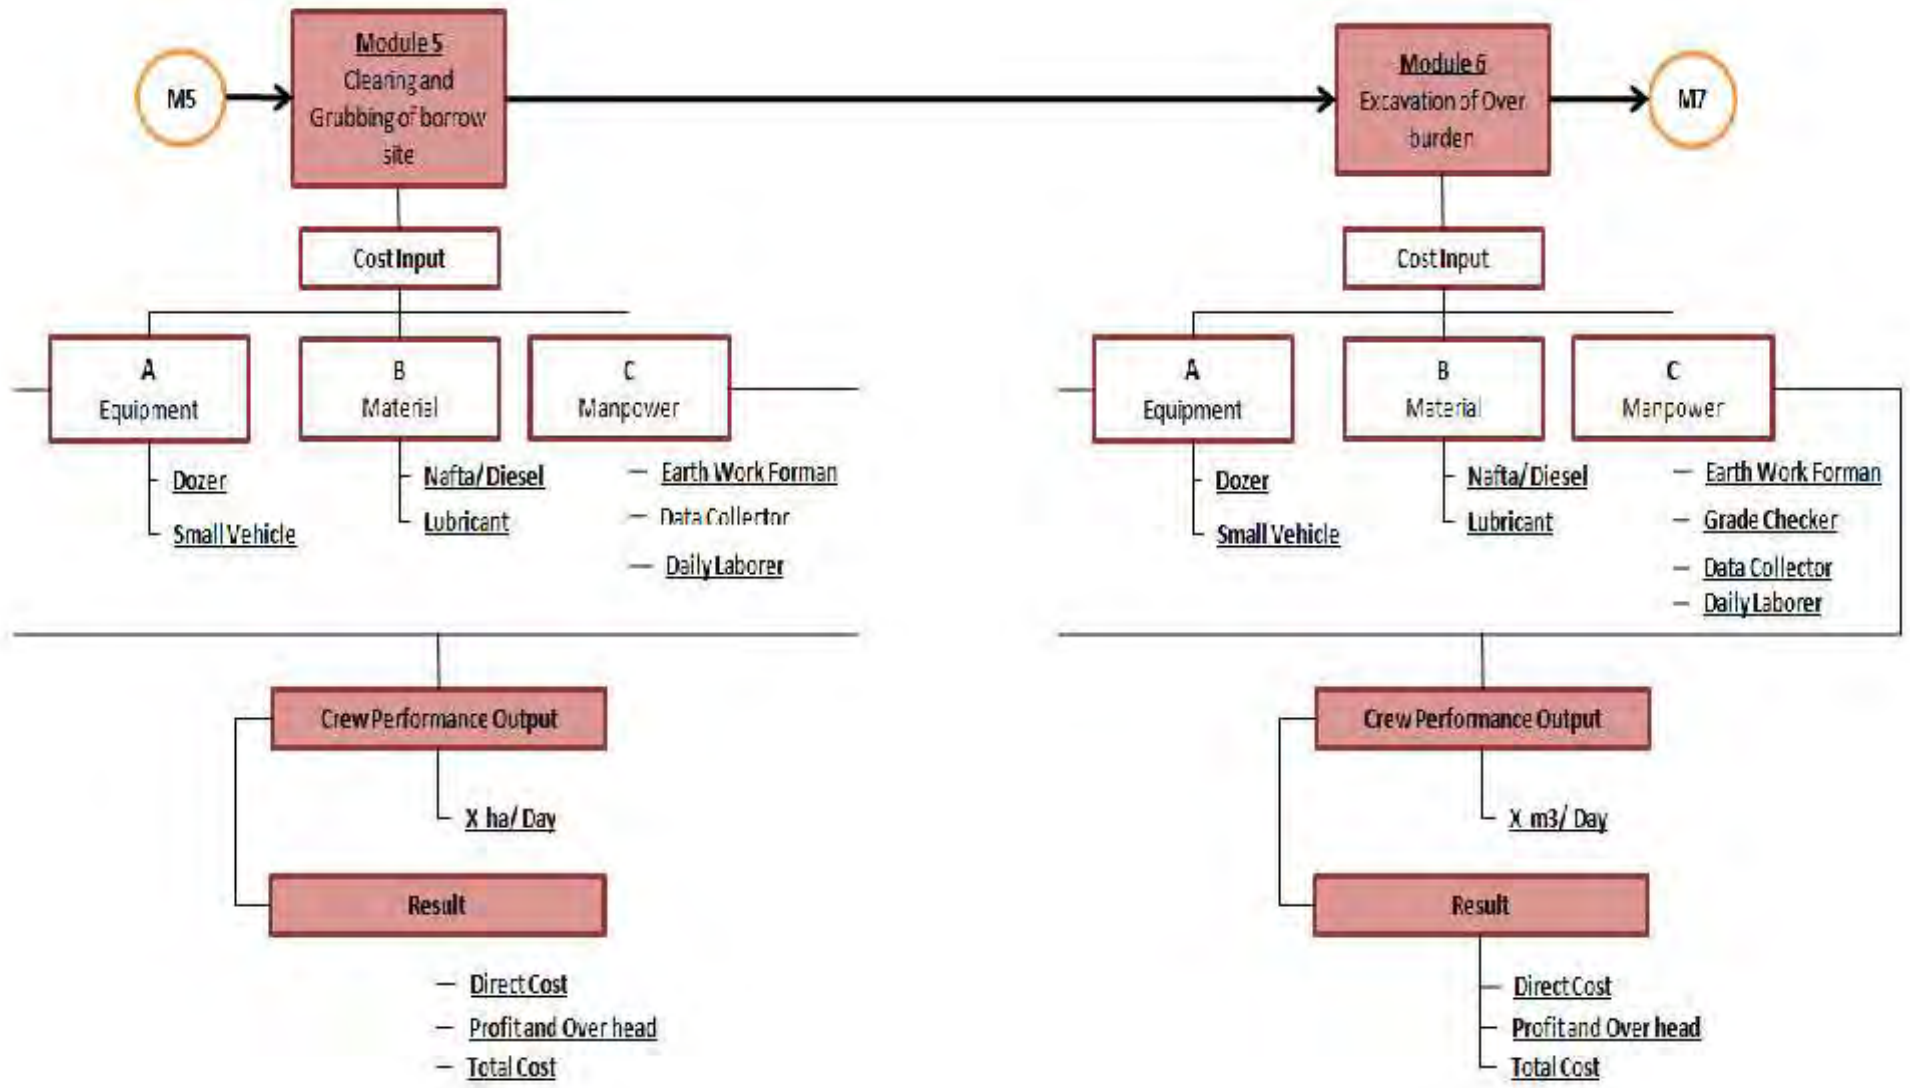 M5
Module 5
Clearing and
Grubbing of borrow
site
Module 6
Excavation of Over
burden
M7
Cost Input
A
Equipment
B
Material
C
Manpower
Dozer
Small Vehicle
Nafta/ Diesel
Lubricant
Earth Work Forman
Data Collector
Daily Laborer
Crew Performance Output
X ha/ Day
Result
Direct Cost
Profit and Over head
Total Cost
Cost Input
A
Equipment
B
Material
C
Manpower
Dozer
Small Vehicle
Nafta/ Diesel
Lubricant
Earth Work Forman
Grade Checker
Data Collector
Daily Laborer
Crew Performance Output
X m3/ Day
Result
Direct Cost
Profit and Over head
Total Cost